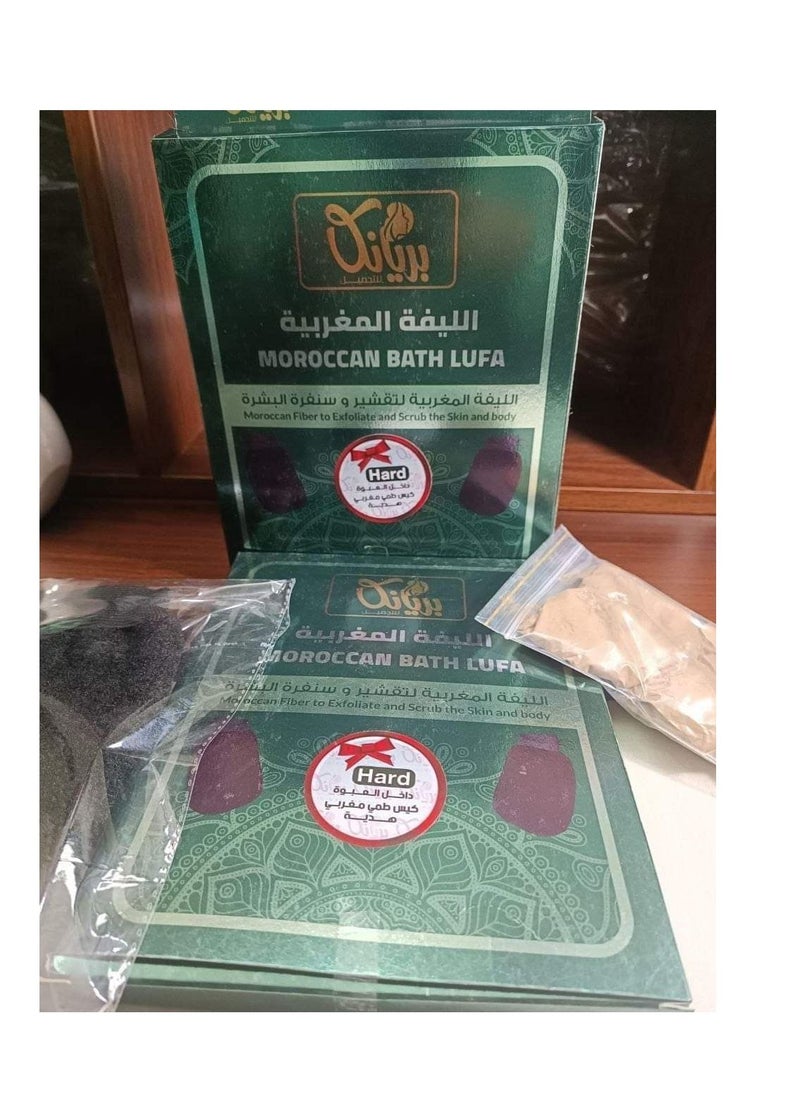 بريانك
للتجميل
الليفة المغربية
MOROCCAN BATH LUFA
الليفة المغربية لتقشير و سنفرة البشرة
Moroccan Fiber to Exfoliate and Scrub the Skin and body
Hard
داخل العبوة
كيس طمي مغربي
هدية
بريانك
للتجميل
الليفة المغربية
MOROCCAN BATH LUFA
الليفة المغربية لتقشير و سنفرة البشرة
Moroccan Fiber to Exfoliate and Scrub the Skin and body
Hard
داخل العبوة
كيس طمي مغربي
هدية